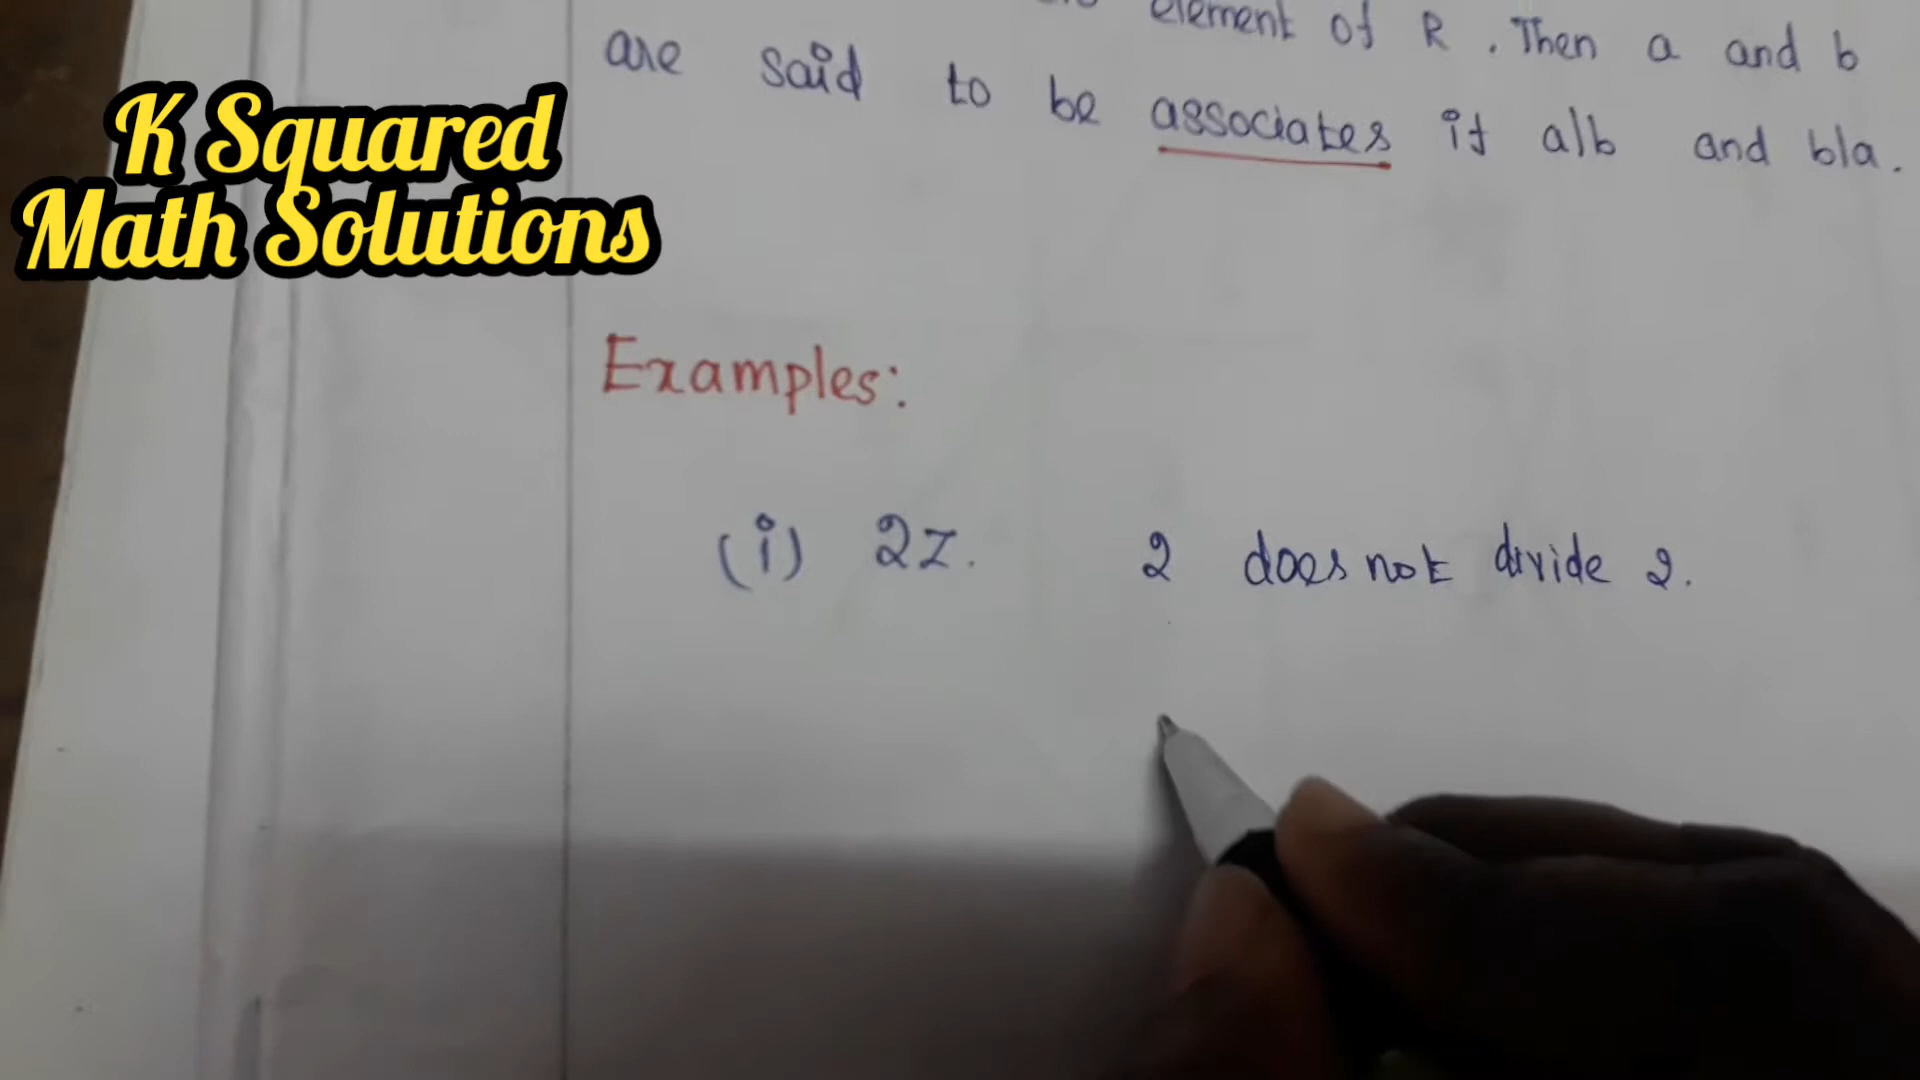 element of R. Then a and b
are said to be associates if a|b and b|a.
K Squared
Math Solutions
Examples:
(i) 2Z. 2 does not divide 2.